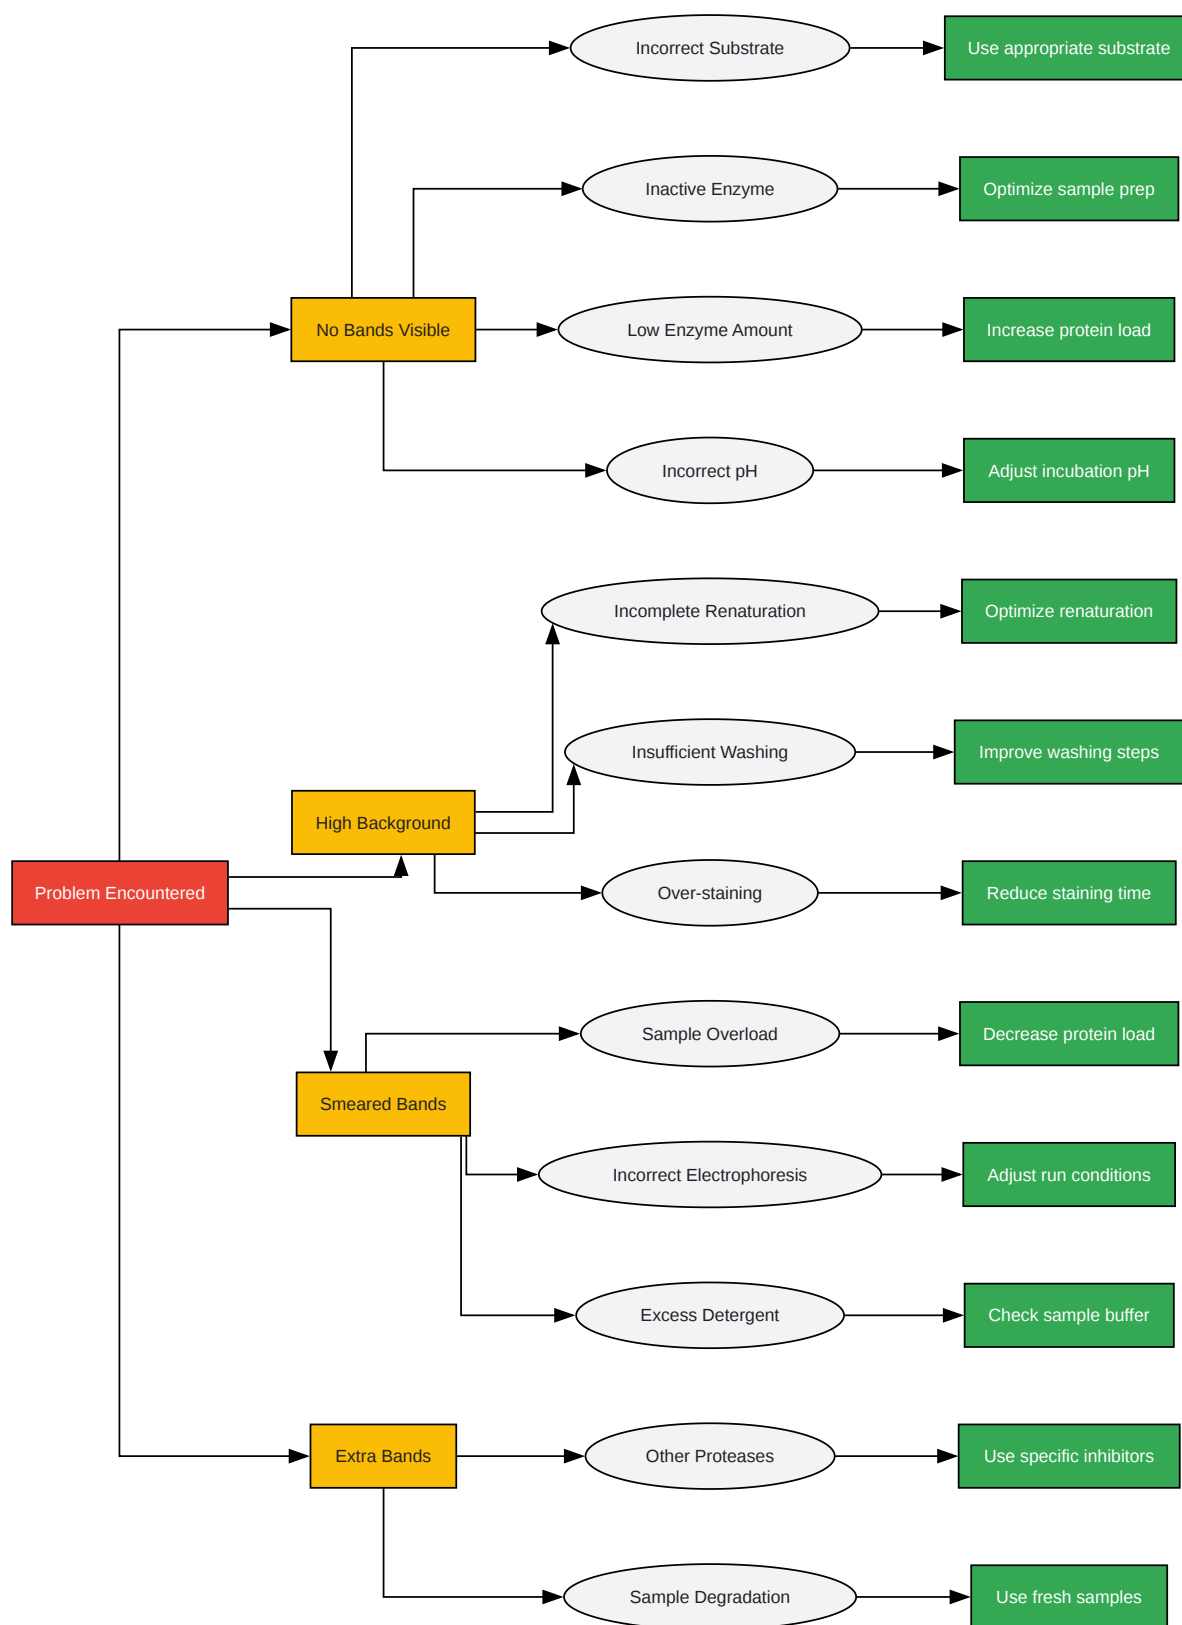 Incorrect Substrate
Use appropriate substrate
Inactive Enzyme
Optimize sample prep
No Bands Visible
Low Enzyme Amount
Increase protein load
Incorrect pH
Adjust incubation pH
Incomplete Renaturation
Optimize renaturation
Insufficient Washing
Improve washing steps
High Background
Problem Encountered
Over-staining
Reduce staining time
Sample Overload
Decrease protein load
Smeared Bands
Incorrect Electrophoresis
Adjust run conditions
Excess Detergent
Check sample buffer
Extra Bands
Other Proteases
Use specific inhibitors
Sample Degradation
Use fresh samples